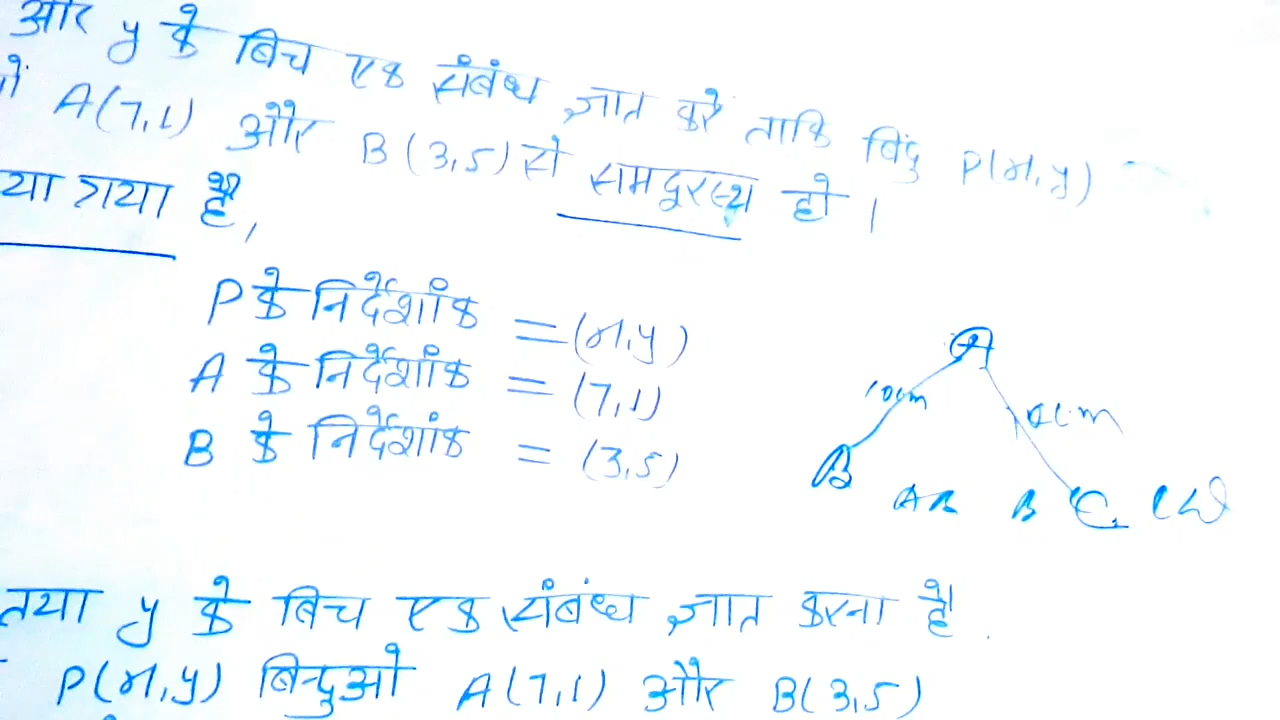 और y के बिच एक संबंध ज्ञात करे ताकि बिंदु P(x,y)
A(7,1) और B(3,5) से समदूरस्थ हो।
या गया है,
P के निर्देशांक = (x,y)
A के निर्देशांक = (7,1)
B के निर्देशांक = (3,5)
A
10cm
B
C
तथा y के बिच एक संबंध ज्ञात करना है
P(x,y) बिन्दुओ A(7,1) और B(3,5)